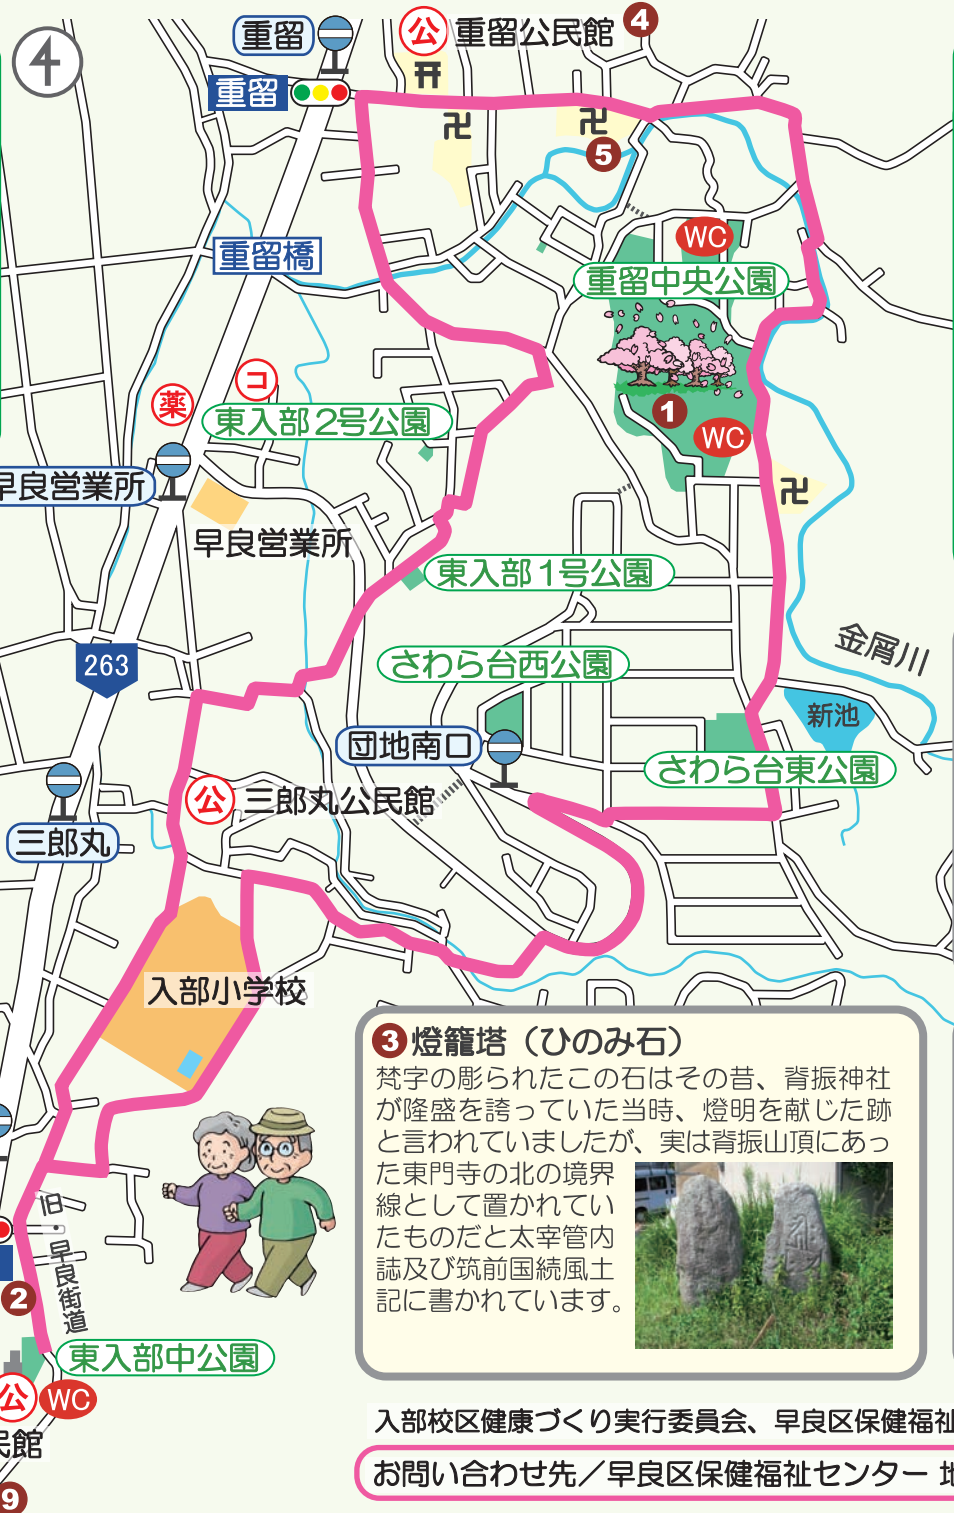 4
重留
公
重留公民館
4
重留
卍
卍
5
WC
重留橋
重留中央公園
コ
薬
東入部2号公園
1
WC
早良営業所
卍
早良営業所
東入部1号公園
263
さわら台西公園
金屑川
新池
団地南口
さわら台東公園
公
三郎丸公民館
三郎丸
入部小学校
3 燈籠塔（ひのみ石）
梵字の彫られたこの石はその昔、脊振神社
が隆盛を誇っていた当時、燈明を献じた跡
と言われていましたが、実は脊振山頂にあっ
た東門寺の北の境界
線として置かれてい
たものだと太宰管内
誌及び筑前国続風土
記に書かれています。
旧・早良街道
2
東入部中公園
公
WC
民館
9
入部校区健康づくり実行委員会、早良区保健福祉
お問い合わせ先／早良区保健福祉センター 地